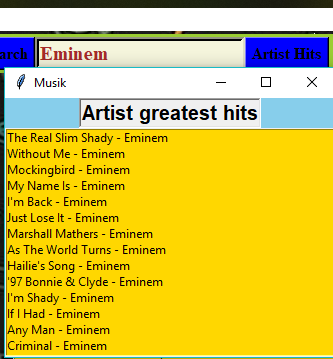 arch Eminem Artist Hits
Musik
Artist greatest hits
The Real Slim Shady - Eminem
Without Me - Eminem
Mockingbird - Eminem
My Name Is - Eminem
I'm Back - Eminem
Just Lose It - Eminem
Marshall Mathers - Eminem
As The World Turns - Eminem
Hailie's Song - Eminem
'97 Bonnie & Clyde - Eminem
I'm Shady - Eminem
If I Had - Eminem
Any Man - Eminem
Criminal - Eminem